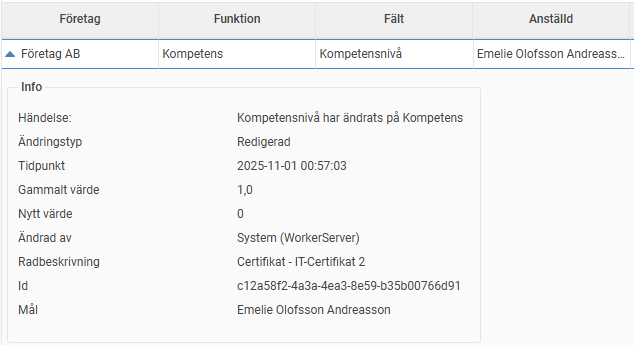 Företag Funktion Fält Anställd
Företag AB Kompetens Kompetensnivå Emelie Olofsson Andreass...
Info
Händelse: Kompetensnivå har ändrats på Kompetens
Ändringstyp Redigerad
Tidpunkt 2025-11-01 00:57:03
Gammalt värde 1,0
Nytt värde 0
Ändrad av System (WorkerServer)
Radbeskrivning Certifikat - IT-Certifikat 2
Id c12a58f2-4a3a-4ea3-8e59-b35b00766d91
Mål Emelie Olofsson Andreasson